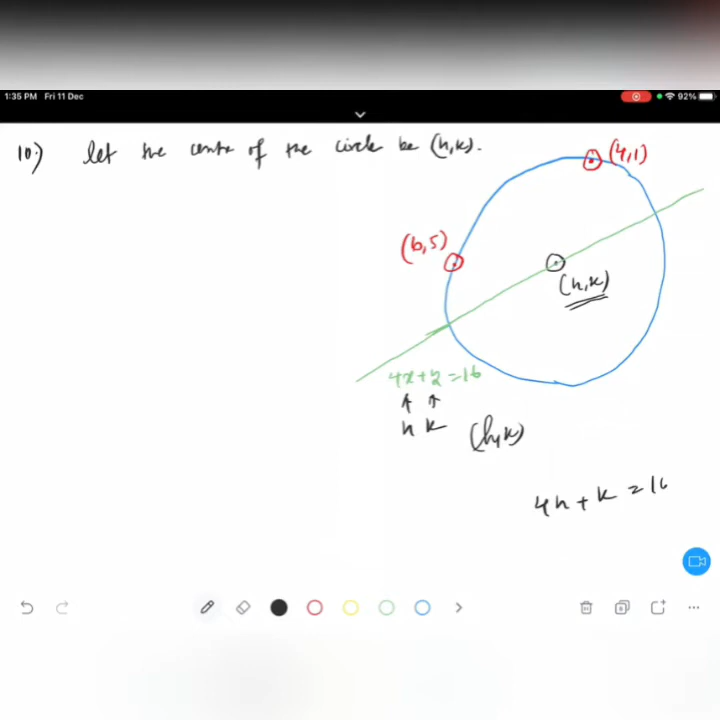 1:35 PM Fri 11 Dec
92%
10.) let the centre of the circle be (h,k).
(4,1)
(6,5)
(h,k)
4x+y=16
h k
(h,k)
4h+k=16